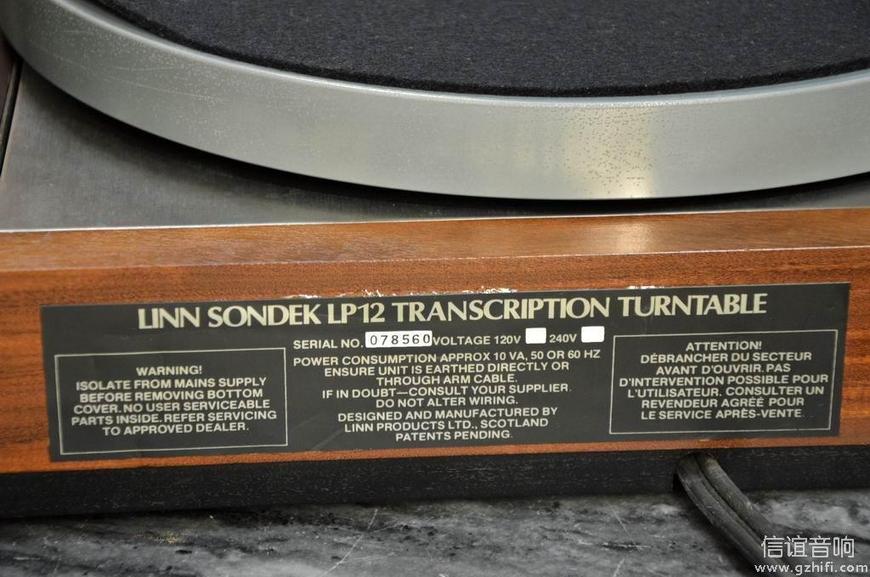 LINN SONDEK LP12 TRANSCRIPTION TURNTABLE
SERIAL NO. 078560 VOLTAGE 120V 240V
POWER CONSUMPTION APPROX 10 VA, 50 OR 60 HZ
ENSURE UNIT IS EARTHED DIRECTLY OR
THROUGH ARM CABLE.
IF IN DOUBT—CONSULT YOUR SUPPLIER.
DO NOT ALTER WIRING.
DESIGNED AND MANUFACTURED BY
LINN PRODUCTS LTD., SCOTLAND
PATENTS PENDING.
WARNING!
ISOLATE FROM MAINS SUPPLY
BEFORE REMOVING BOTTOM
COVER. NO USER SERVICEABLE
PARTS INSIDE. REFER SERVICING
TO APPROVED DEALER.
ATTENTION!
DÉBRANCHER DU SECTEUR
AVANT D'OUVRIR. PAS
D'INTERVENTION POSSIBLE POUR
L'UTILISATEUR. CONSULTER UN
REVENDEUR AGRÉÉ POUR
LE SERVICE APRÈS-VENTE.
信谊音响
www.gzhifi.com